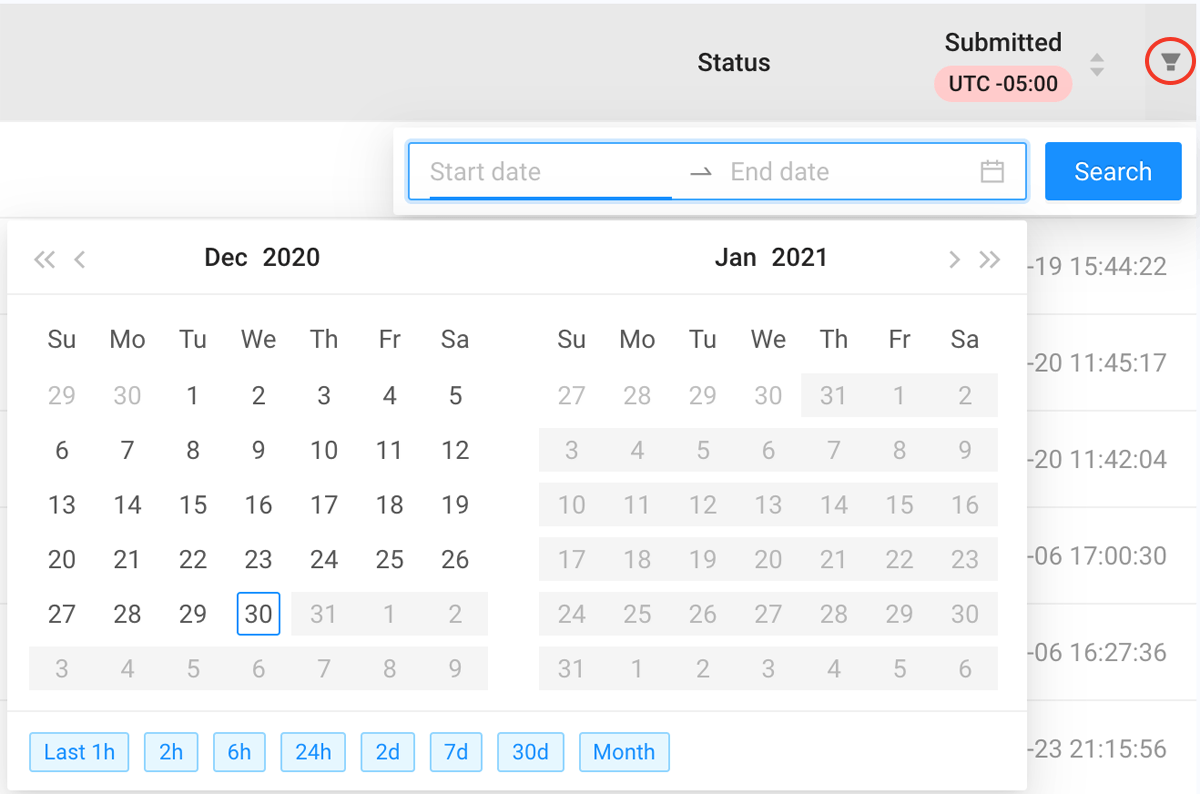 Status
Submitted
UTC -05:00
Start date
End date
Search
Dec 2020
Jan 2021
Su Mo Tu We Th Fr Sa
29 30 1 2 3 4 5
6 7 8 9 10 11 12
13 14 15 16 17 18 19
20 21 22 23 24 25 26
27 28 29 30 31 1 2
3 4 5 6 7 8 9
Su Mo Tu We Th Fr Sa
27 28 29 30 31 1 2
3 4 5 6 7 8 9
10 11 12 13 14 15 16
17 18 19 20 21 22 23
24 25 26 27 28 29 30
31 1 2 3 4 5 6
Last 1h 2h 6h 24h 2d 7d 30d Month
-19 15:44:22
-20 11:45:17
-20 11:42:04
-06 17:00:30
-06 16:27:36
-23 21:15:56